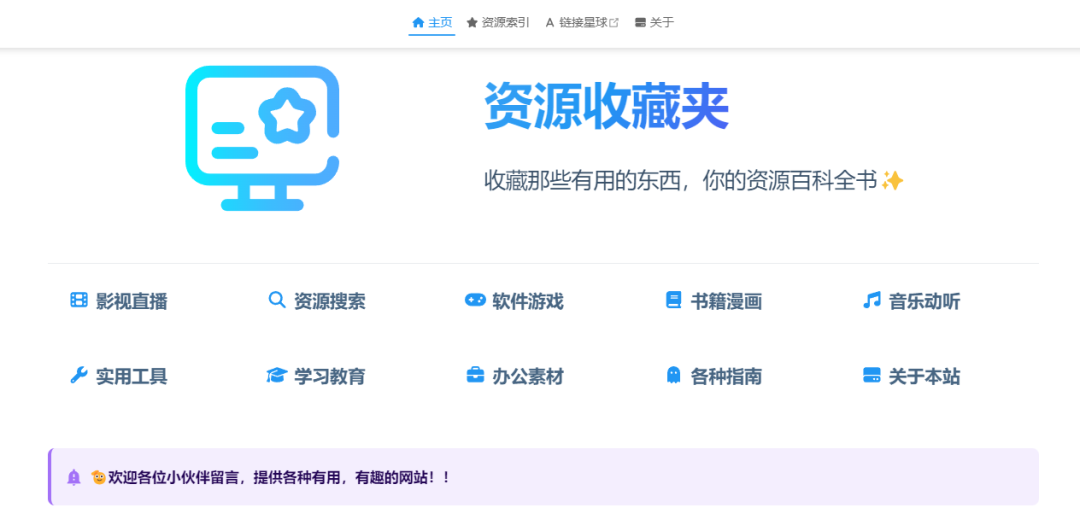 主页 资源索引 链接星球 关于
资源收藏夹
收藏那些有用的东西，你的资源百科全书✨
影视直播 资源搜索 软件游戏 书籍漫画 音乐动听
实用工具 学习教育 办公素材 各种指南 关于本站
🫡欢迎各位小伙伴留言，提供各种有用，有趣的网站！！